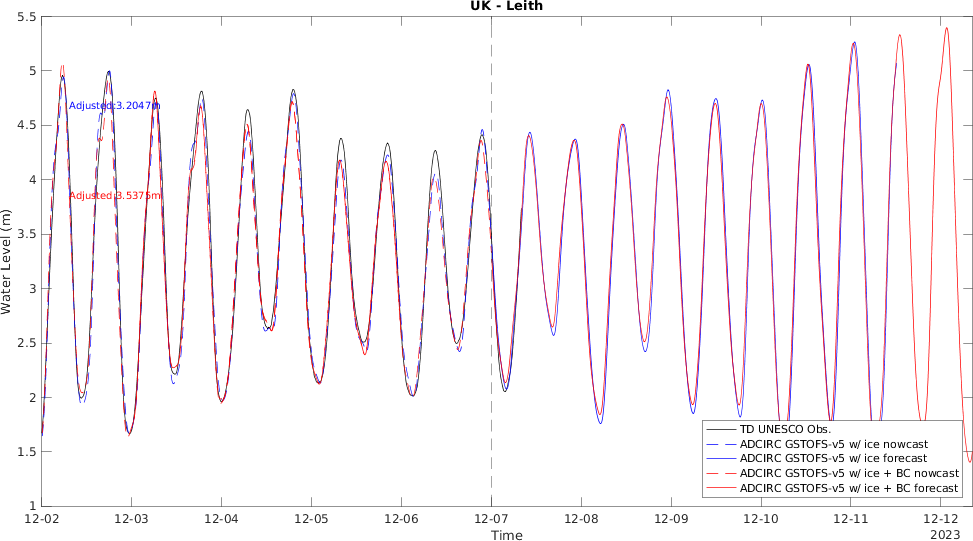 UK - Leith
5.5
5
4.5
4
3.5
3
2.5
2
1.5
1
Water Level (m)
Adjusted:3.2047m
Adjusted:3.5375m
TD UNESCO Obs.
ADCIRC GSTOFS-v5 w/ ice nowcast
ADCIRC GSTOFS-v5 w/ ice forecast
ADCIRC GSTOFS-v5 w/ ice + BC nowcast
ADCIRC GSTOFS-v5 w/ ice + BC forecast
12-02 12-03 12-04 12-05 12-06 12-07 12-08 12-09 12-10 12-11 12-12
Time
2023